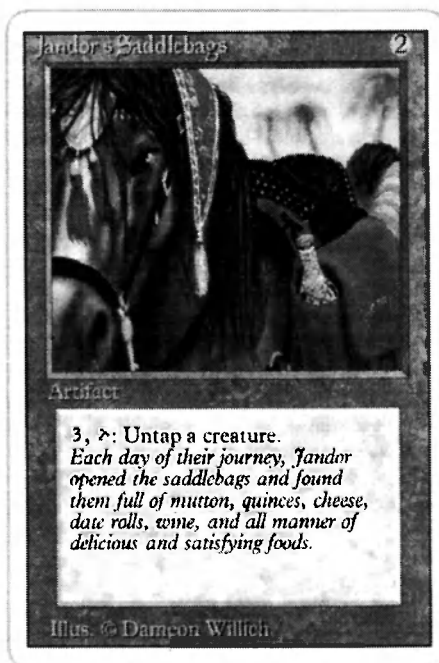 Jandor's Saddlebags 2
Artifact
3, : Untap a creature.
Each day of their journey, Jandor
opened the saddlebags and found
them full of mutton, quinces, cheese,
date rolls, wine, and all manner of
delicious and satisfying foods.
Illus. © Dameon Willich